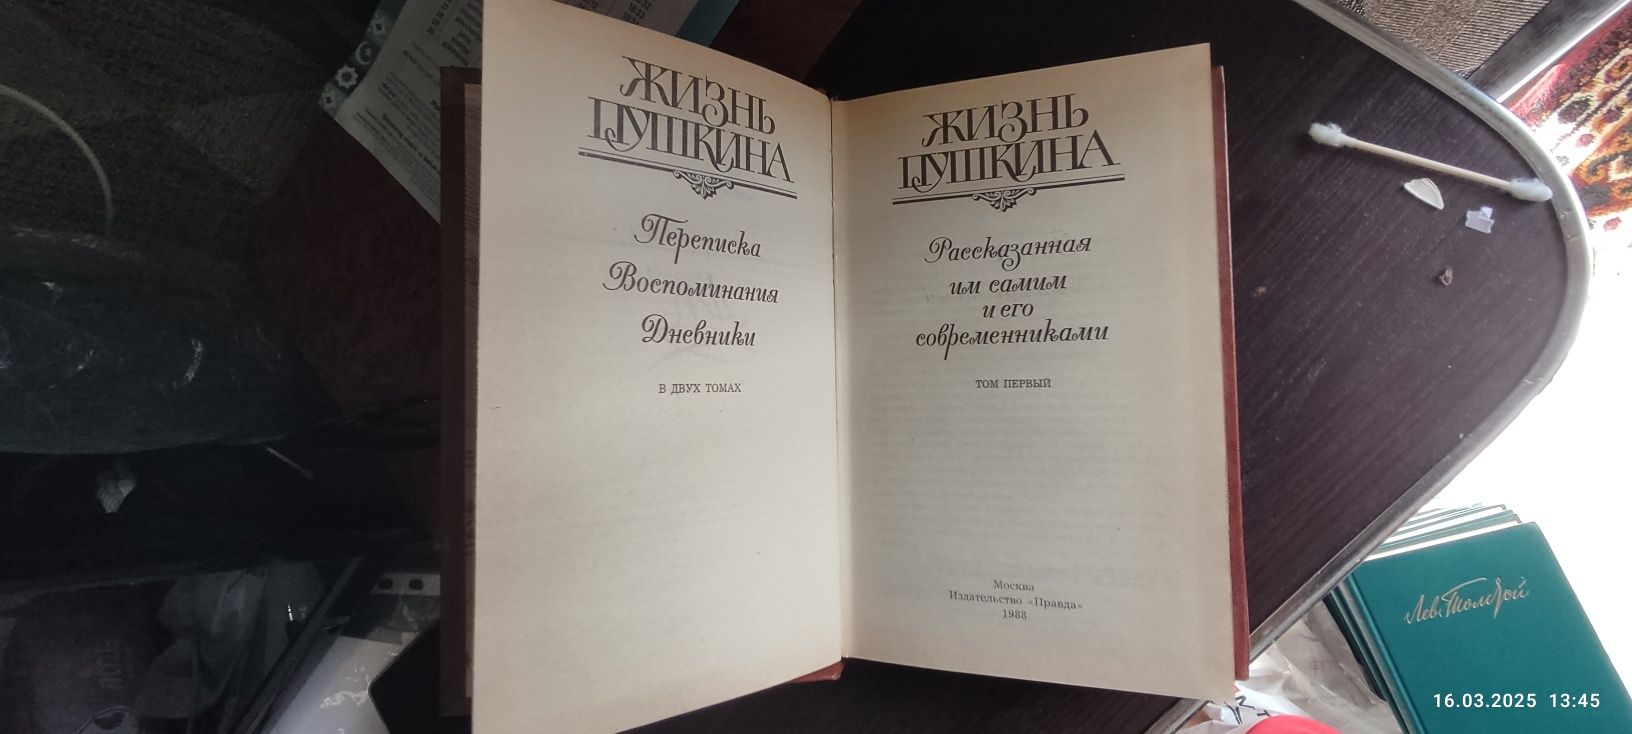 ЖИЗНЬ
ПУШКИНА
Переписка
Воспоминания
Дневники
В ДВУХ ТОМАХ
ЖИЗНЬ
ПУШКИНА
Рассказанная
им самим
и его
современниками
ТОМ ПЕРВЫЙ
Москва
Издательство «Правда»
1988
Лев Толстой
16.03.2025 13:45